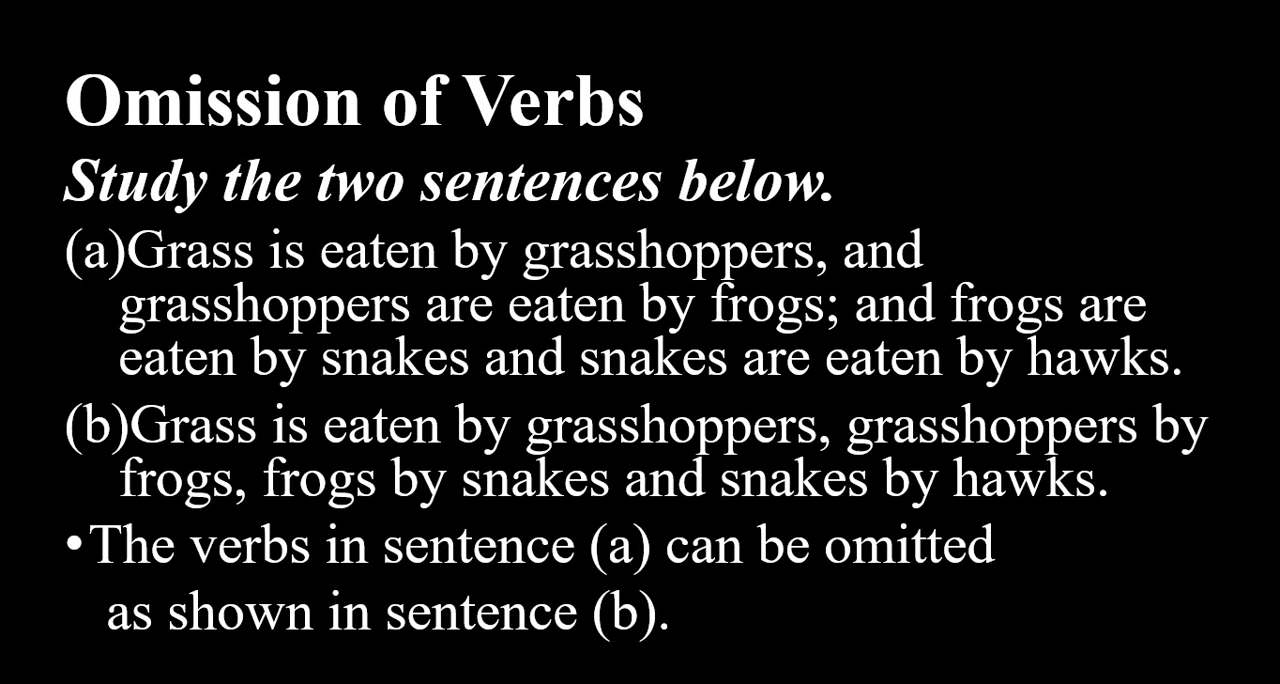 Omission of Verbs
Study the two sentences below.
(a)Grass is eaten by grasshoppers, and
grasshoppers are eaten by frogs; and frogs are
eaten by snakes and snakes are eaten by hawks.
(b)Grass is eaten by grasshoppers, grasshoppers by
frogs, frogs by snakes and snakes by hawks.
•The verbs in sentence (a) can be omitted
as shown in sentence (b).